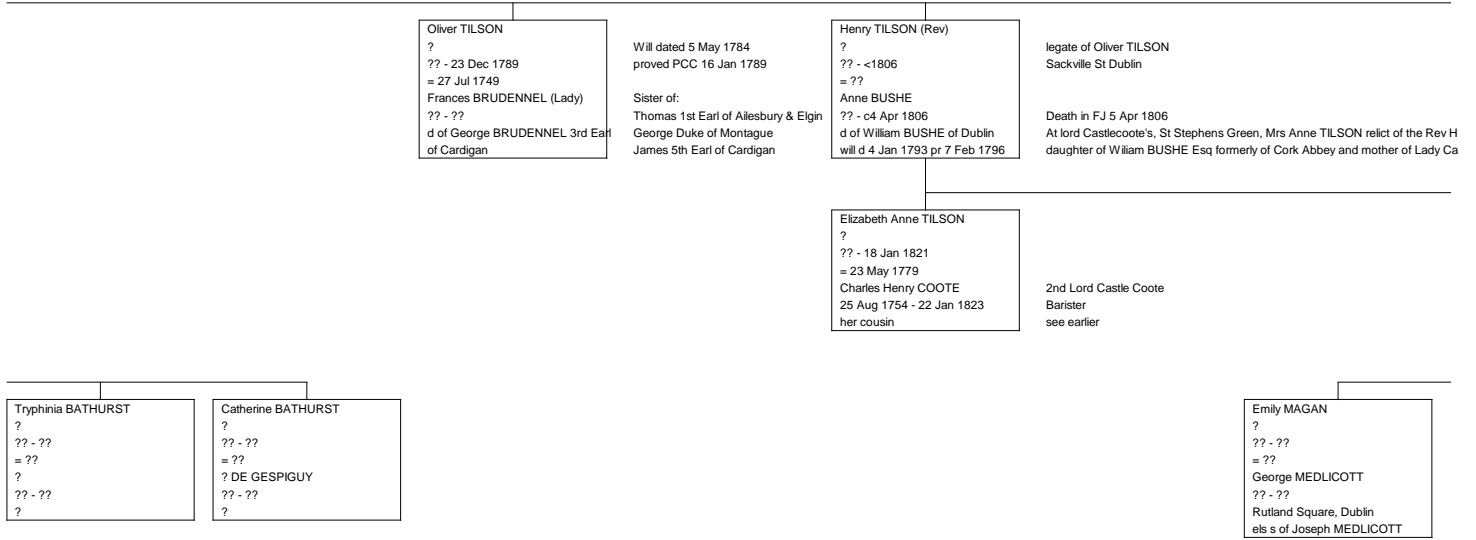 Oliver TILSON
?
?? - 23 Dec 1789
= 27 Jul 1749
Frances BRUDENNEL (Lady)
?? - ??
d of George BRUDENNEL 3rd Earl
of Cardigan
Will dated 5 May 1784
proved PCC 16 Jan 1789
Sister of:
Thomas 1st Earl of Ailesbury & Elgin
George Duke of Montague
James 5th Earl of Cardigan
Henry TILSON (Rev)
?
?? - <1806
= ??
Anne BUSHE
?? - c4 Apr 1806
d of William BUSHE of Dublin
will d 4 Jan 1793 pr 7 Feb 1796
legate of Oliver TILSON
Sackville St Dublin
Death in FJ 5 Apr 1806
At lord Castlecoote's, St Stephens Green, Mrs Anne TILSON relict of the Rev H
daughter of Wiliam BUSHE Esq formerly of Cork Abbey and mother of Lady Ca
Elizabeth Anne TILSON
?
?? - 18 Jan 1821
= 23 May 1779
Charles Henry COOTE
25 Aug 1754 - 22 Jan 1823
her cousin
2nd Lord Castle Coote
Barister
see earlier
Tryphinia BATHURST
?
?? - ??
= ??
?
?? - ??
?
Catherine BATHURST
?
?? - ??
= ??
? DE GESPIGUY
?? - ??
?
Emily MAGAN
?
?? - ??
= ??
George MEDLICOTT
?? - ??
Rutland Square, Dublin
els s of Joseph MEDLICOTT